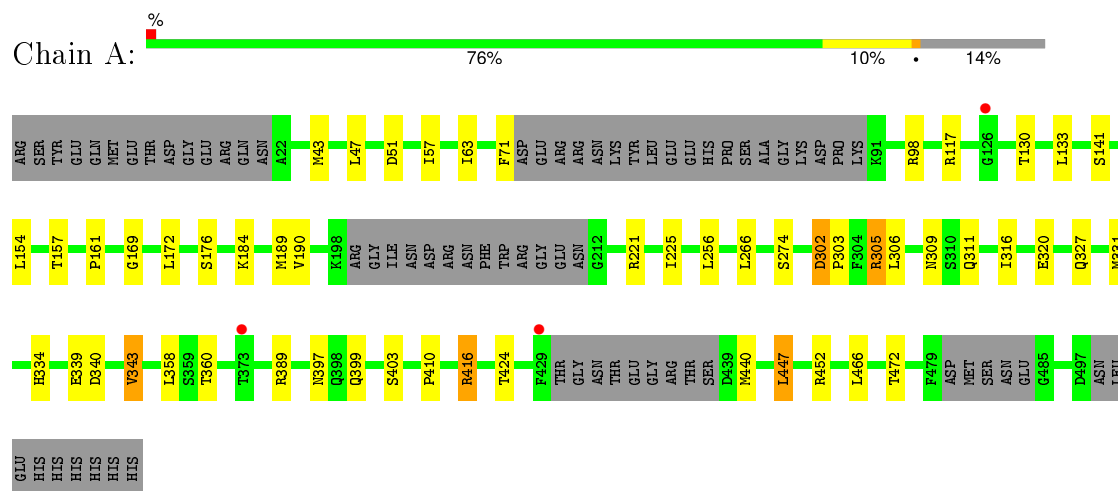 %
Chain A:
76% 10% • 14%
ARG SER TYR GLU GLN MET GLU THR ASP GLY GLU ARG GLN ASN A22 M43 L47 D51 I57 I63 F71 ASP GLU ARG ARG ASN LYS TYR LEU GLU GLU HIS PRO SER ALA GLY LYS ASP PRO LYS K91 R98 R117 G126 T130 L133 S141
L154 T157 P161 G169 L172 S176 K184 M189 V190 K198 ARG GLY ILE ASN ASP ARG ASN PHE TRP ARG GLY GLU ASN G212 R221 I225 L256 L266 S274 D302 P303 F304 R305 L306 N309 S310 Q311 I316 E320 Q327 M331
H334 E339 D340 V343 L358 S359 T360 T373 R389 N397 Q398 Q399 S403 P410 R416 T424 F429 THR GLY ASN THR GLU GLY ARG THR SER D439 M440 L447 R452 L466 T472 F479 ASP MET SER ASN GLU G485 D497 ASN LEU
GLU HIS HIS HIS HIS HIS HIS